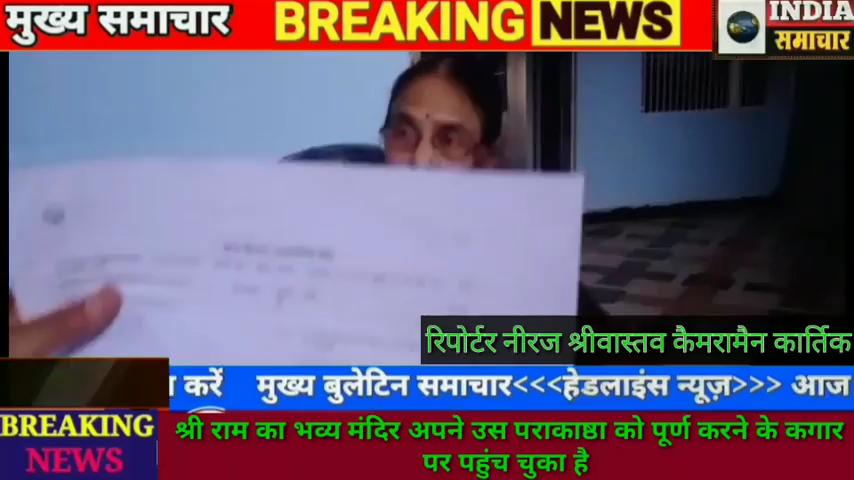 मुख्य समाचार
BREAKING NEWS
INDIA
समाचार
रिपोर्टर नीरज श्रीवास्तव कैमरामैन कार्तिक
करें मुख्य बुलेटिन समाचार<<<हेडलाइंस न्यूज़>>> आज
BREAKING
NEWS
श्री राम का भव्य मंदिर अपने उस पराकाष्ठा को पूर्ण करने के कगार
पर पहुंच चुका है